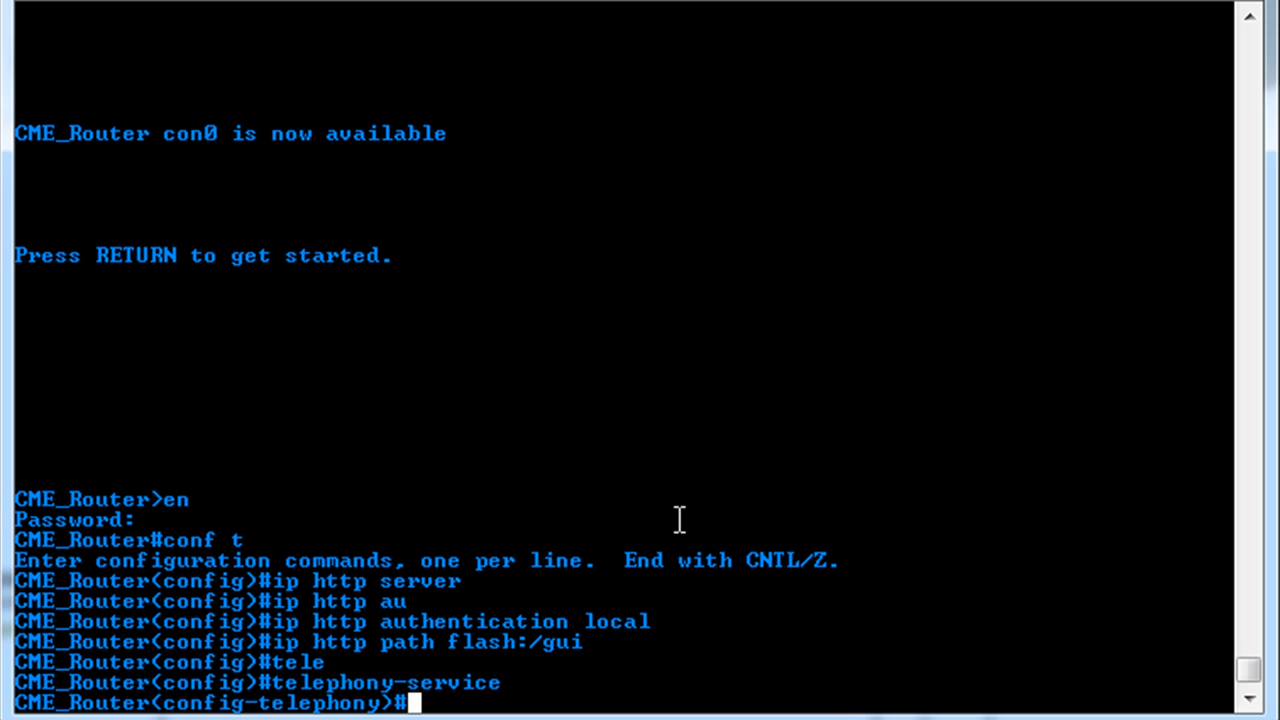 CME_Router con0 is now available
Press RETURN to get started.
CME_Router>en
Password:
CME_Router#conf t
Enter configuration commands, one per line.  End with CNTL/Z.
CME_Router(config)#ip http server
CME_Router(config)#ip http au
CME_Router(config)#ip http authentication local
CME_Router(config)#ip http path flash:/gui
CME_Router(config)#tele
CME_Router(config)#telephony-service
CME_Router(config-telephony)#